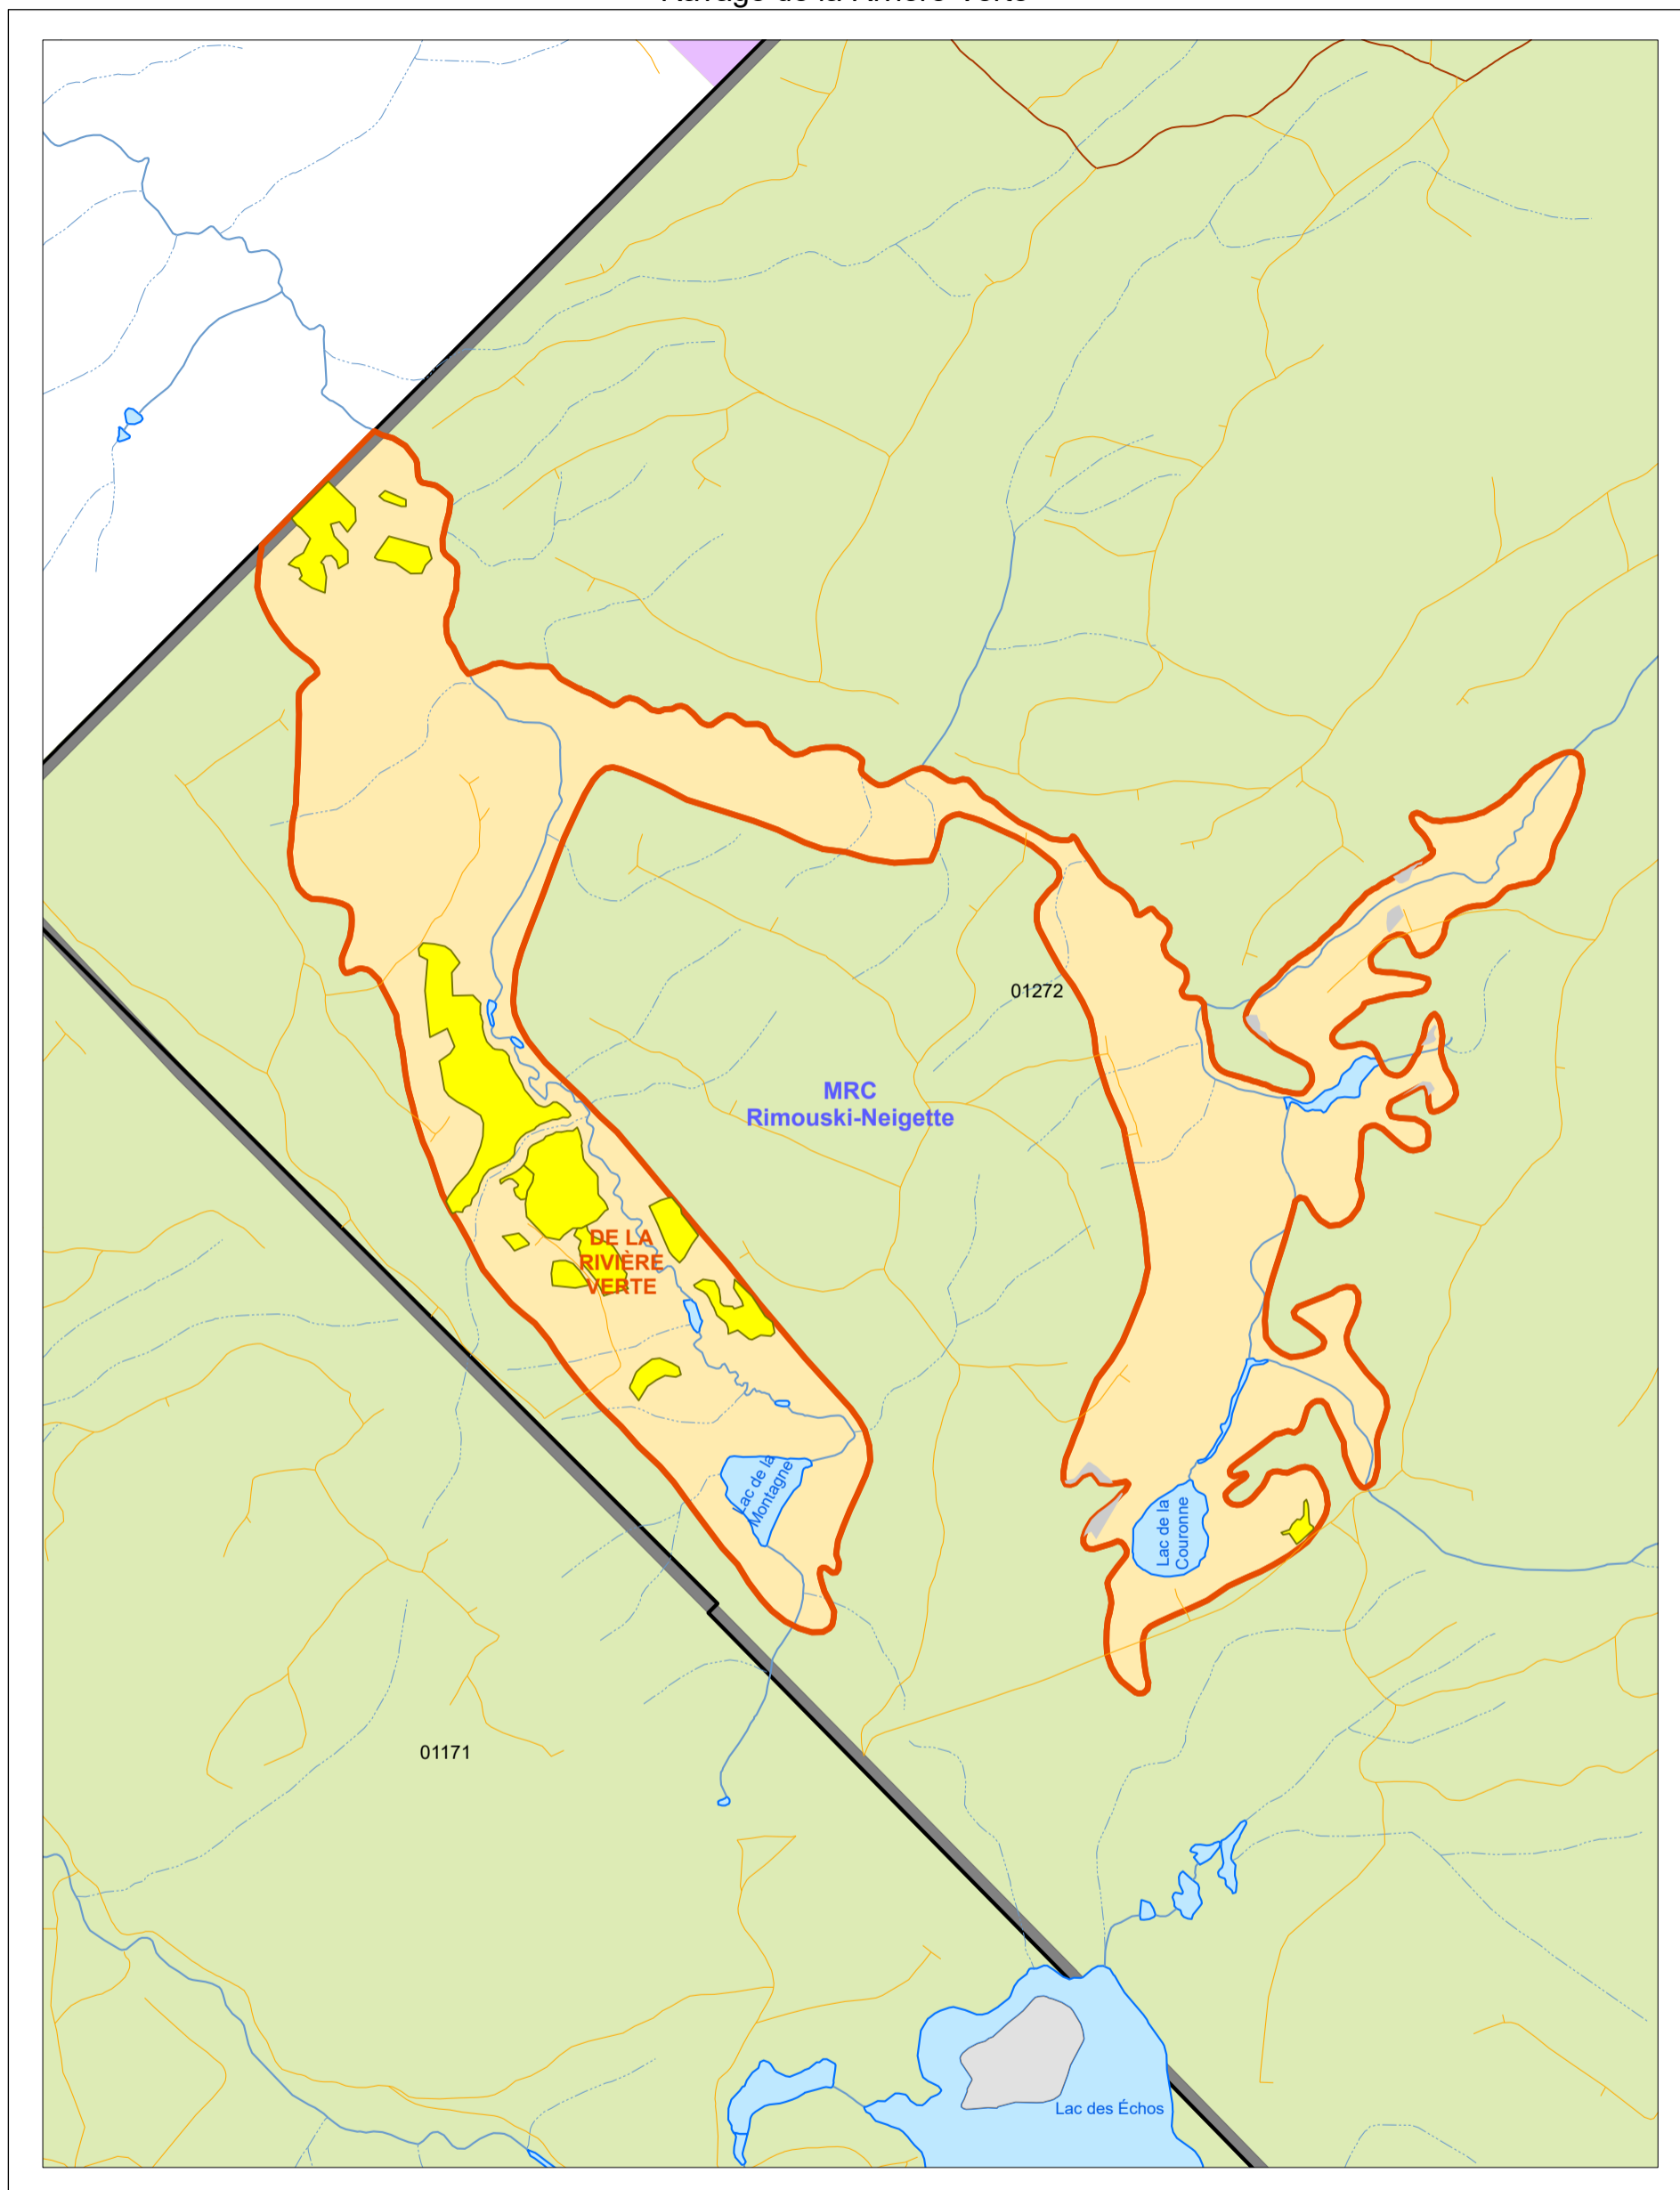 01272
MRC
Rimouski-Neigette
DE LA
RIVIÈRE
VERTE
Lac de la
Montagne
Lac de la
Couronne
01171
Lac des Échos